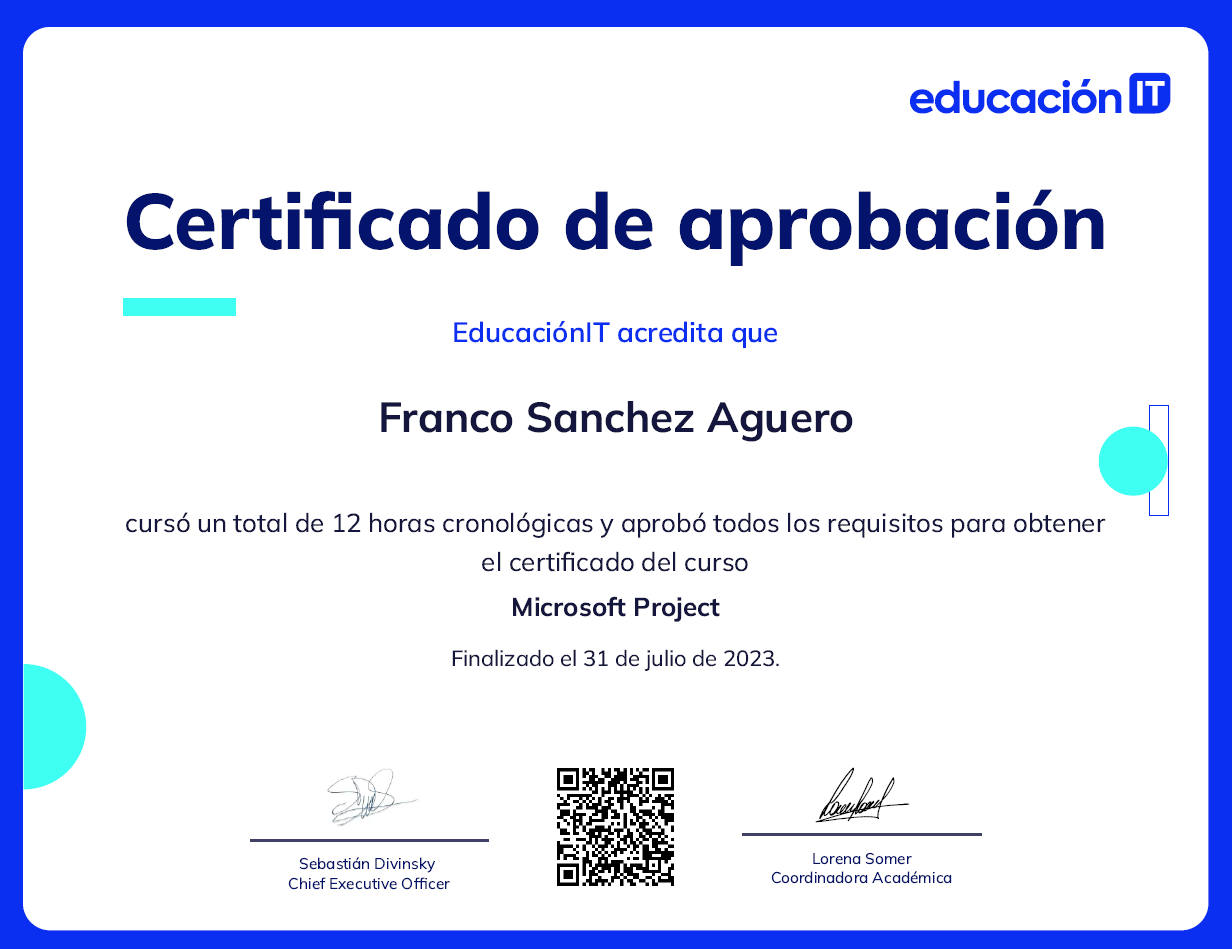 educación IT
Certificado de aprobación
EducaciónIT acredita que
Franco Sanchez Aguero
cursó un total de 12 horas cronológicas y aprobó todos los requisitos para obtener
el certificado del curso
Microsoft Project
Finalizado el 31 de julio de 2023.
Sebastián Divinsky
Chief Executive Officer
Lorena Somer
Coordinadora Académica